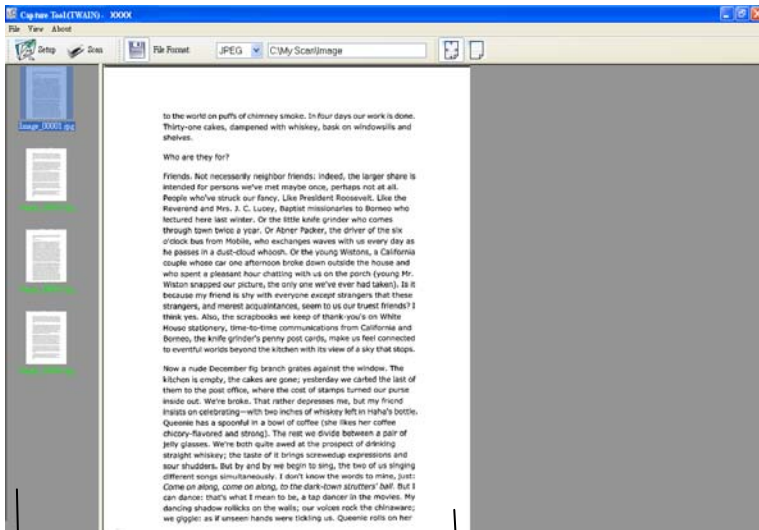 Capture Tool(TWAIN) - XXXX
File View About
Setup Scan File Format: JPEG C:\My Scan\Image
Image_00001.jpg
to the world on puffs of chimney smoke. In four days our work is done.
Thirty-one cakes, dampened with whiskey, bask on windowsills and
shelves.
Who are they for?
Friends. Not necessarily neighbor friends: indeed, the larger share is
intended for persons we've met maybe once, perhaps not at all.
People who've struck our fancy. Like President Roosevelt. Like the
Reverend and Mrs. J. C. Lucey, Baptist missionaries to Borneo who
lectured here last winter. Or the little knife grinder who comes
through town twice a year. Or Abner Packer, the driver of the six
o'clock bus from Mobile, who exchanges waves with us every day as
he passes in a dust-cloud whoosh. Or the young Wistons, a California
couple whose car one afternoon broke down outside the house and
who spent a pleasant hour chatting with us on the porch (young Mr.
Wiston snapped our picture, the only one we've ever had taken). Is it
because my friend is shy with everyone except strangers that these
strangers, and merest acquaintances, seem to us our truest friends? I
think yes. Also, the scrapbooks we keep of thank-you's on White
House stationery, time-to-time communications from California and
Borneo, the knife grinder's penny post cards, make us feel connected
to eventful worlds beyond the kitchen with its view of a sky that stops.
Now a nude December fig branch grates against the window. The
kitchen is empty, the cakes are gone; yesterday we carted the last of
them to the post office, where the cost of stamps turned our purse
inside out. We're broke. That rather depresses me, but my friend
insists on celebrating—with two inches of whiskey left in Haha's bottle.
Queenie has a spoonful in a bowl of coffee (she likes her coffee
chicory-flavored and strong). The rest we divide between a pair of
jelly glasses. We're both quite awed at the prospect of drinking
straight whiskey; the taste of it brings screwedup expressions and
sour shudders. But by and by we begin to sing, the two of us singing
different songs simultaneously. I don't know the words to mine, just:
Come on along, come on along, to the dark-town strutters' ball. But I
can dance: that's what I mean to be, a tap dancer in the movies. My
dancing shadow rollicks on the walls; our voices rock the chinaware;
we giggle: as if unseen hands were tickling us. Queenie rolls on her